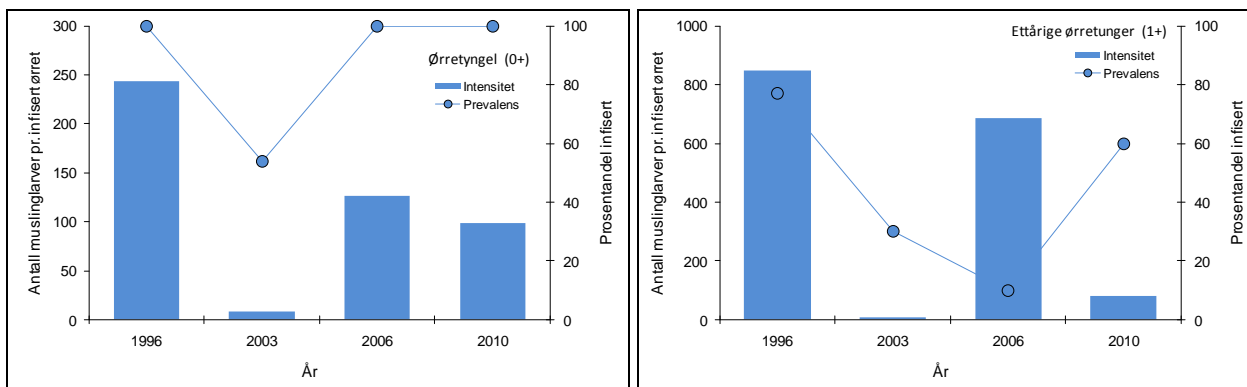 Antall muslinglarver pr. infisert ørret
300
250
200
150
100
50
0
Ørretyngel (0+)
Intensitet
Prevalens
100
80
60
40
20
0
Prosentandel infisert
1996 2003 2006 2010
År
Antall muslinglarver pr. infisert ørret
1000
800
600
400
200
0
Ettårige ørretunger (1+)
Intensitet
Prevalens
100
80
60
40
20
0
Prosentandel infisert
1996 2003 2006 2010
År